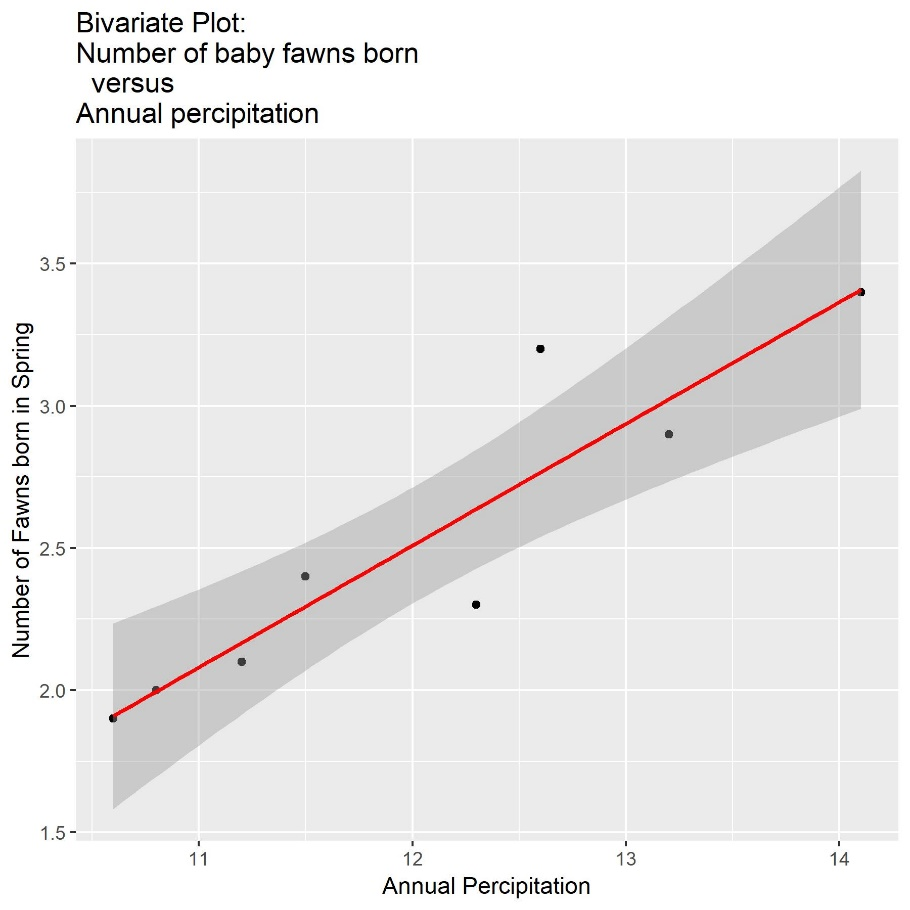 Bivariate Plot:
Number of baby fawns born
versus
Annual percipitation
Number of Fawns born in Spring
3.5
3.0
2.5
2.0
1.5
11 12 13 14
Annual Percipitation